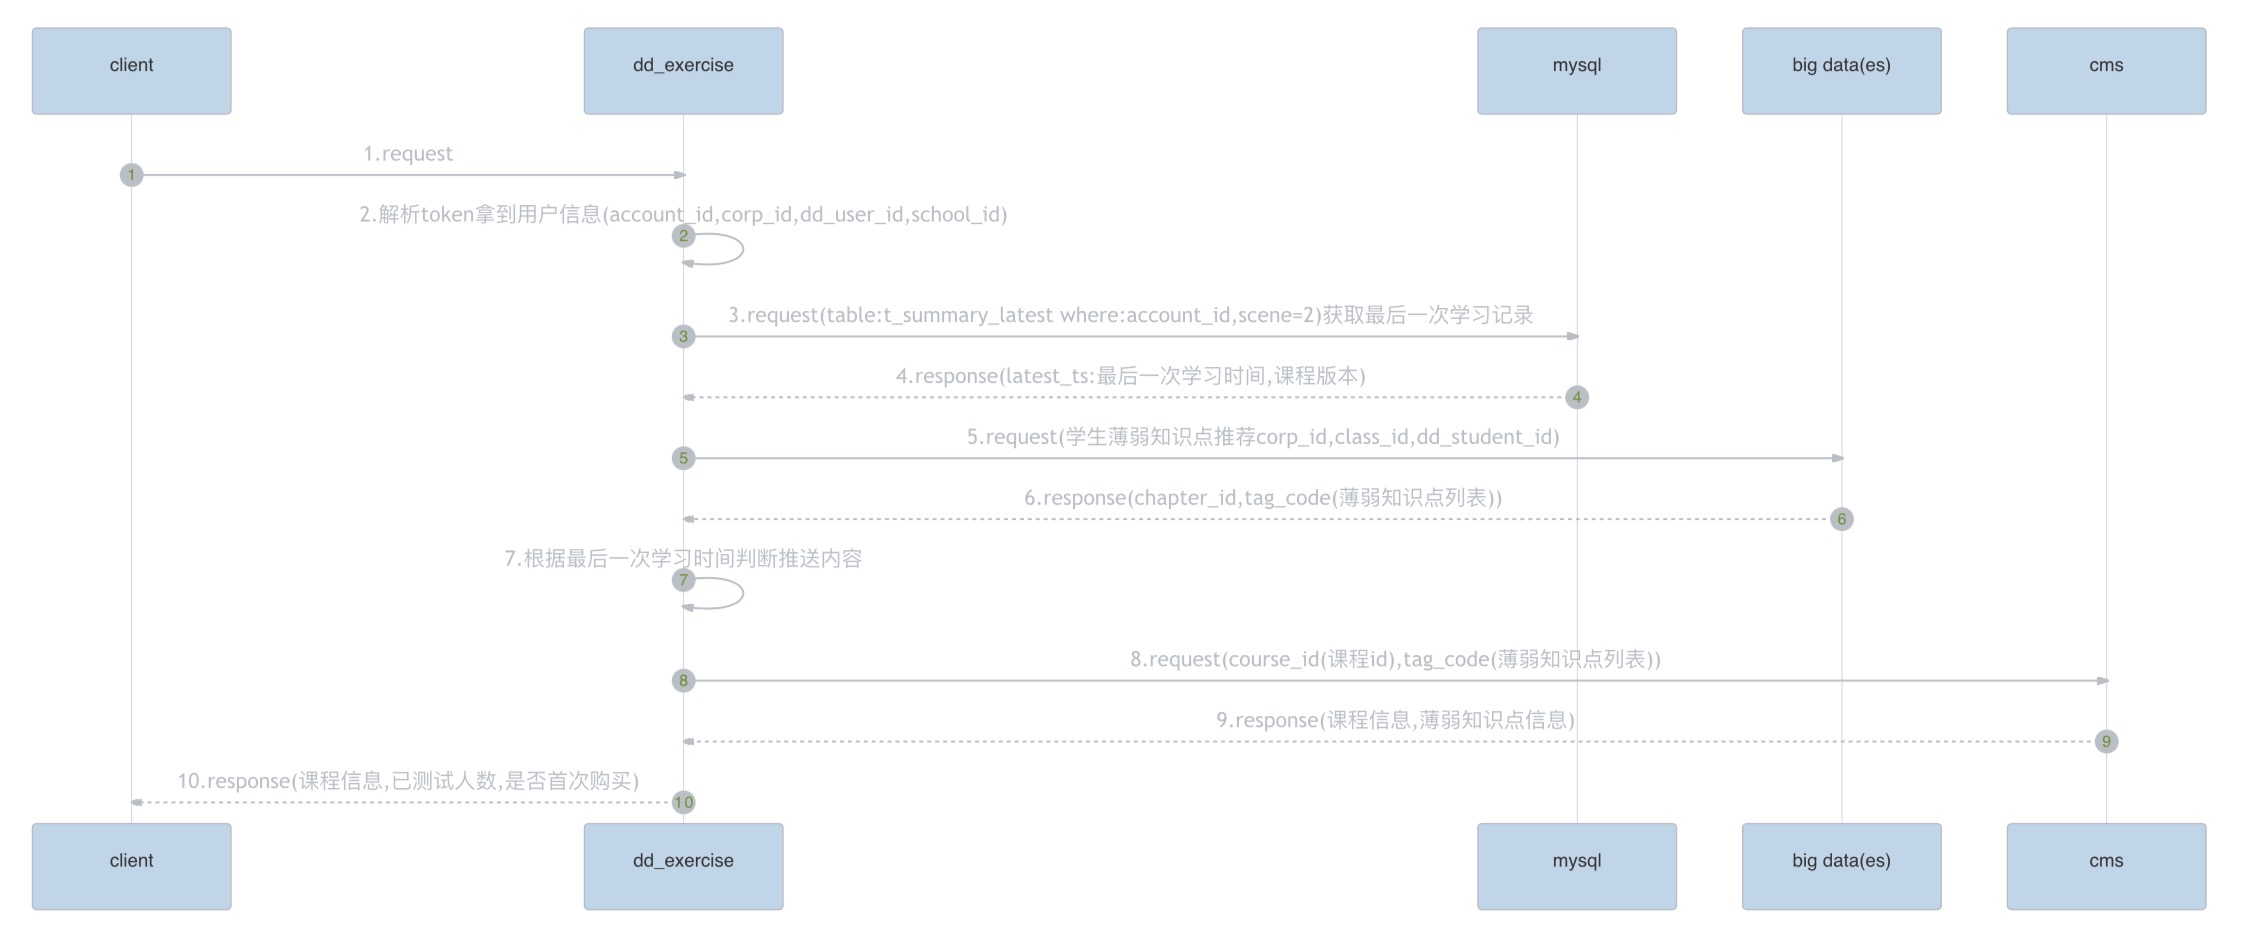 client
dd_exercise
mysql
big data(es)
cms
1.request
1
2.解析token拿到用户信息(account_id,corp_id,dd_user_id,school_id)
2
3.request(table:t_summary_latest where:account_id,scene=2)获取最后一次学习记录
3
4.response(latest_ts:最后一次学习时间,课程版本)
4
5.request(学生薄弱知识点推荐corp_id,class_id,dd_student_id)
5
6.response(chapter_id,tag_code(薄弱知识点列表))
6
7.根据最后一次学习时间判断推送内容
7
8.request(course_id(课程id),tag_code(薄弱知识点列表))
8
9.response(课程信息,薄弱知识点信息)
9
10.response(课程信息,已测试人数,是否首次购买)
10
client
dd_exercise
mysql
big data(es)
cms